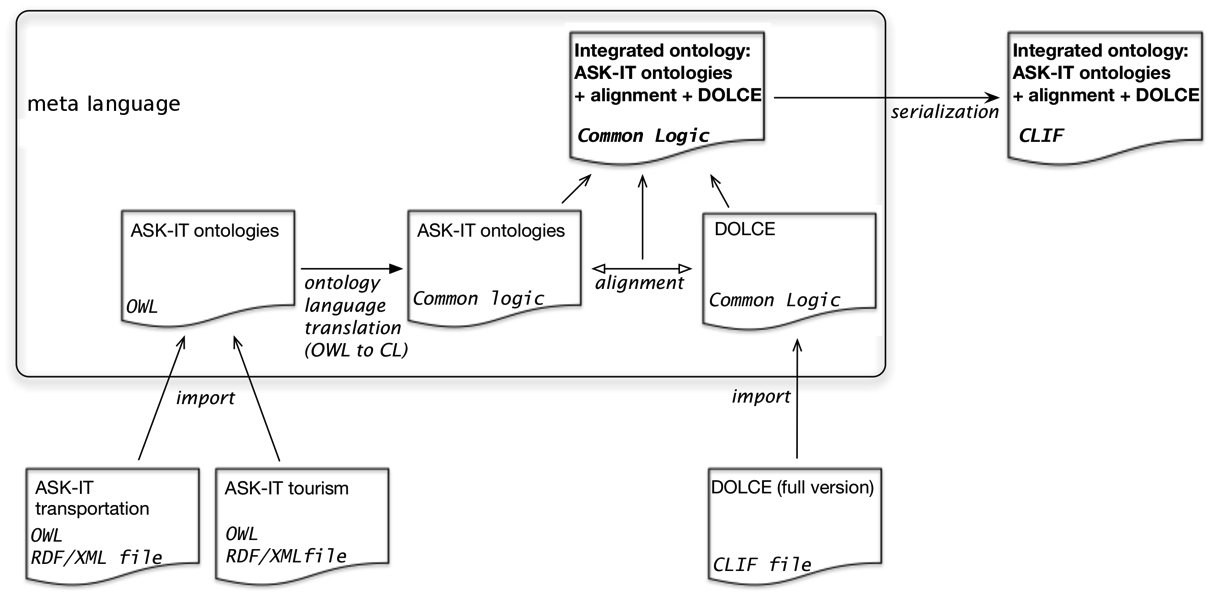 meta language
Integrated ontology:
ASK-IT ontologies
+ alignment + DOLCE
Common Logic
serialization
Integrated ontology:
ASK-IT ontologies
+ alignment + DOLCE
CLIF
ASK-IT ontologies
OWL
ontology
language
translation
(OWL to CL)
ASK-IT ontologies
Common logic
alignment
DOLCE
Common Logic
import
import
ASK-IT
transportation
OWL
RDF/XML file
ASK-IT tourism
OWL
RDF/XMLfile
DOLCE (full version)
CLIF file